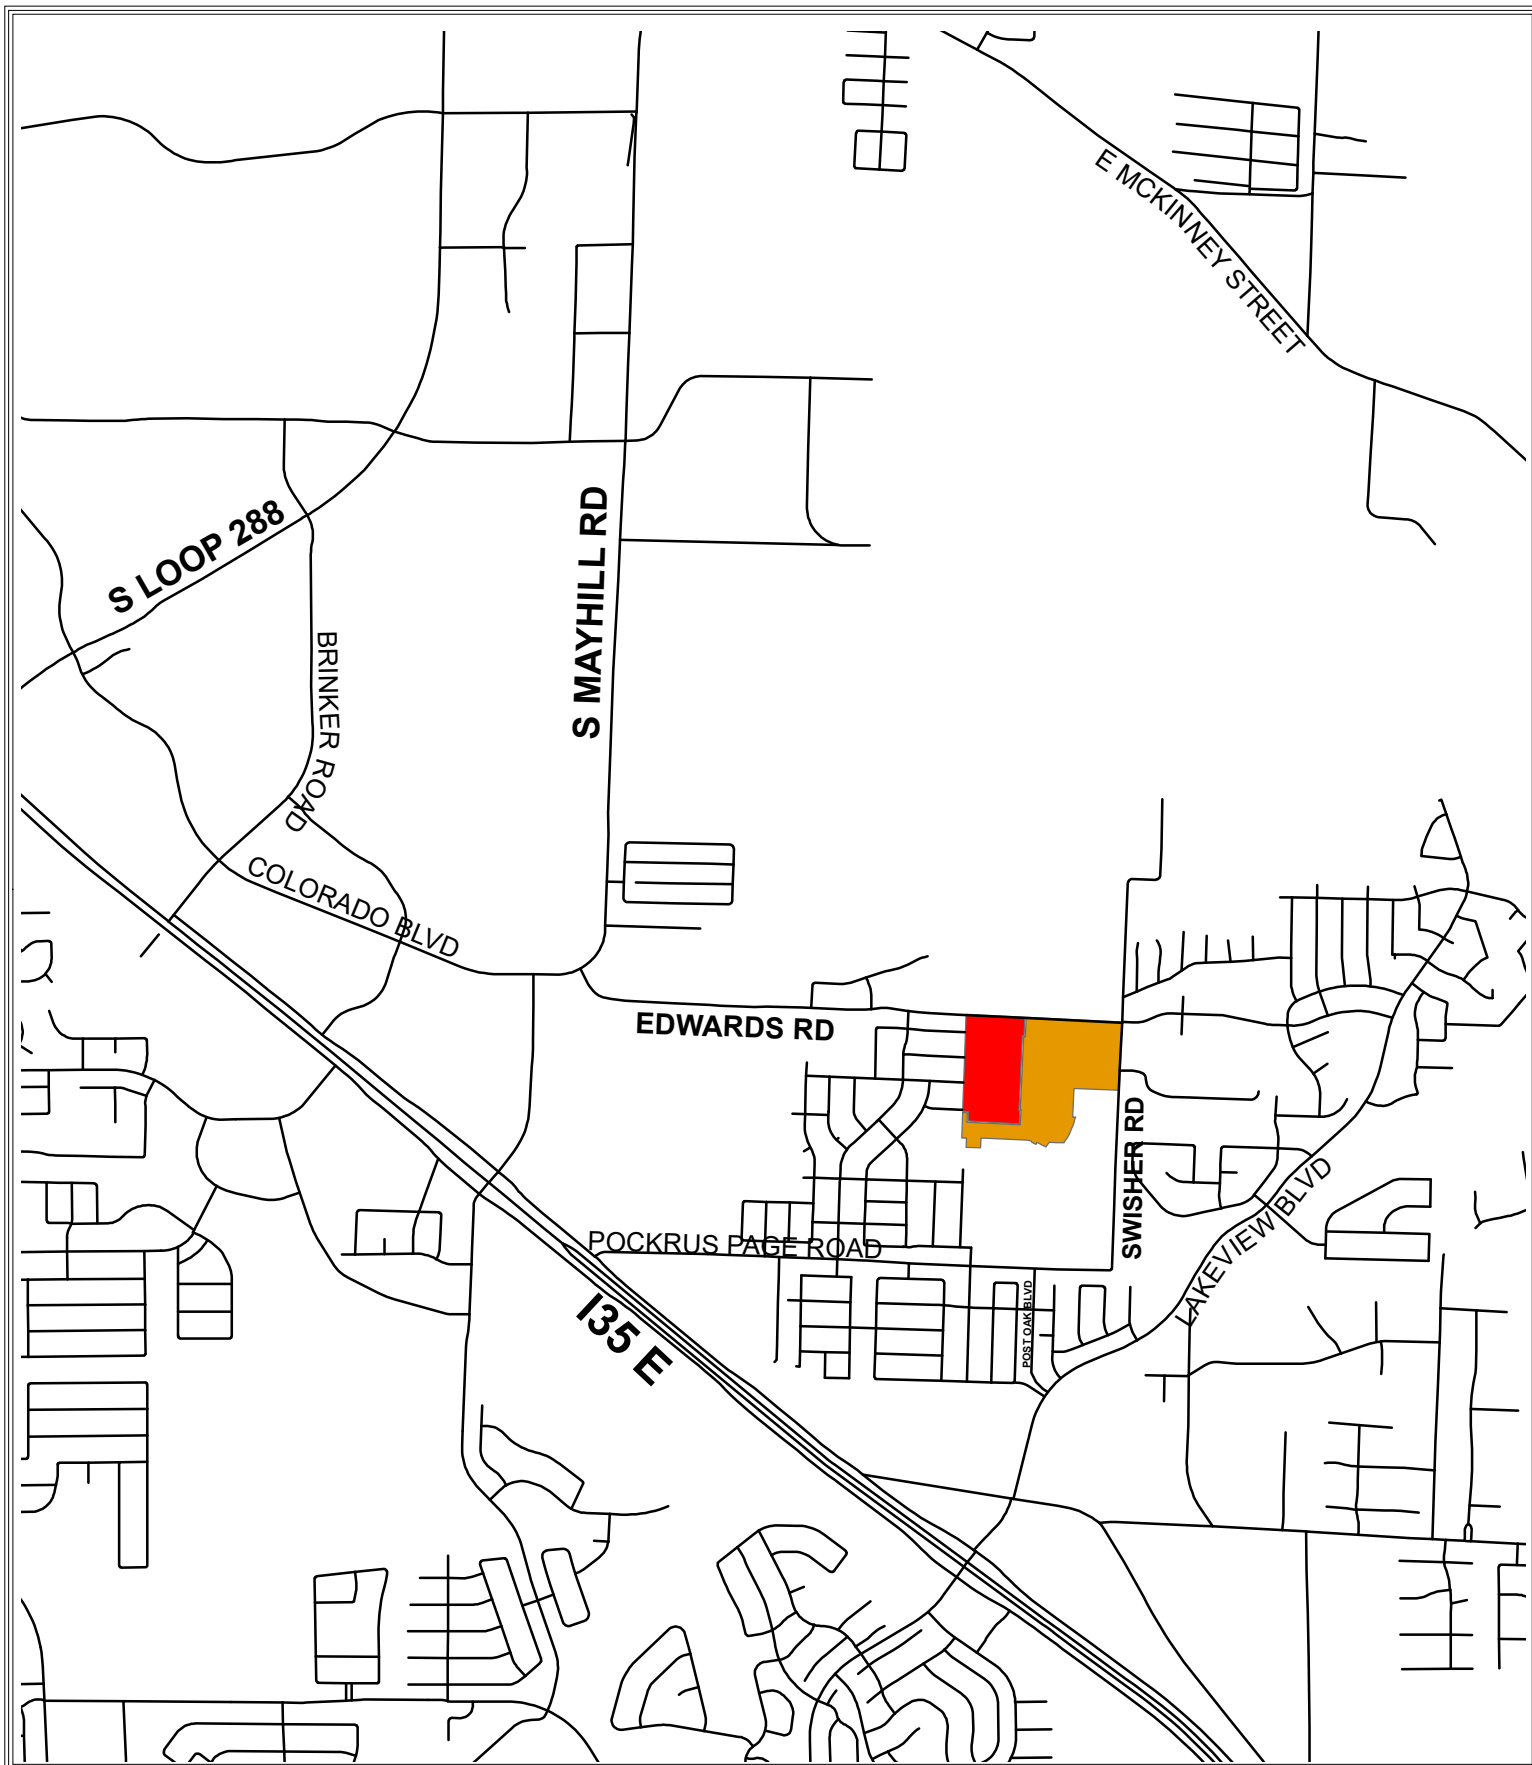 E MCKINNEY STREET
S LOOP 288
S MAYHILL RD
BRINKER ROAD
COLORADO BLVD
EDWARDS RD
SWISHER RD
LAKEVIEW BLVD
POCKRUS PAGE ROAD
POST OAK BLVD
I35 E